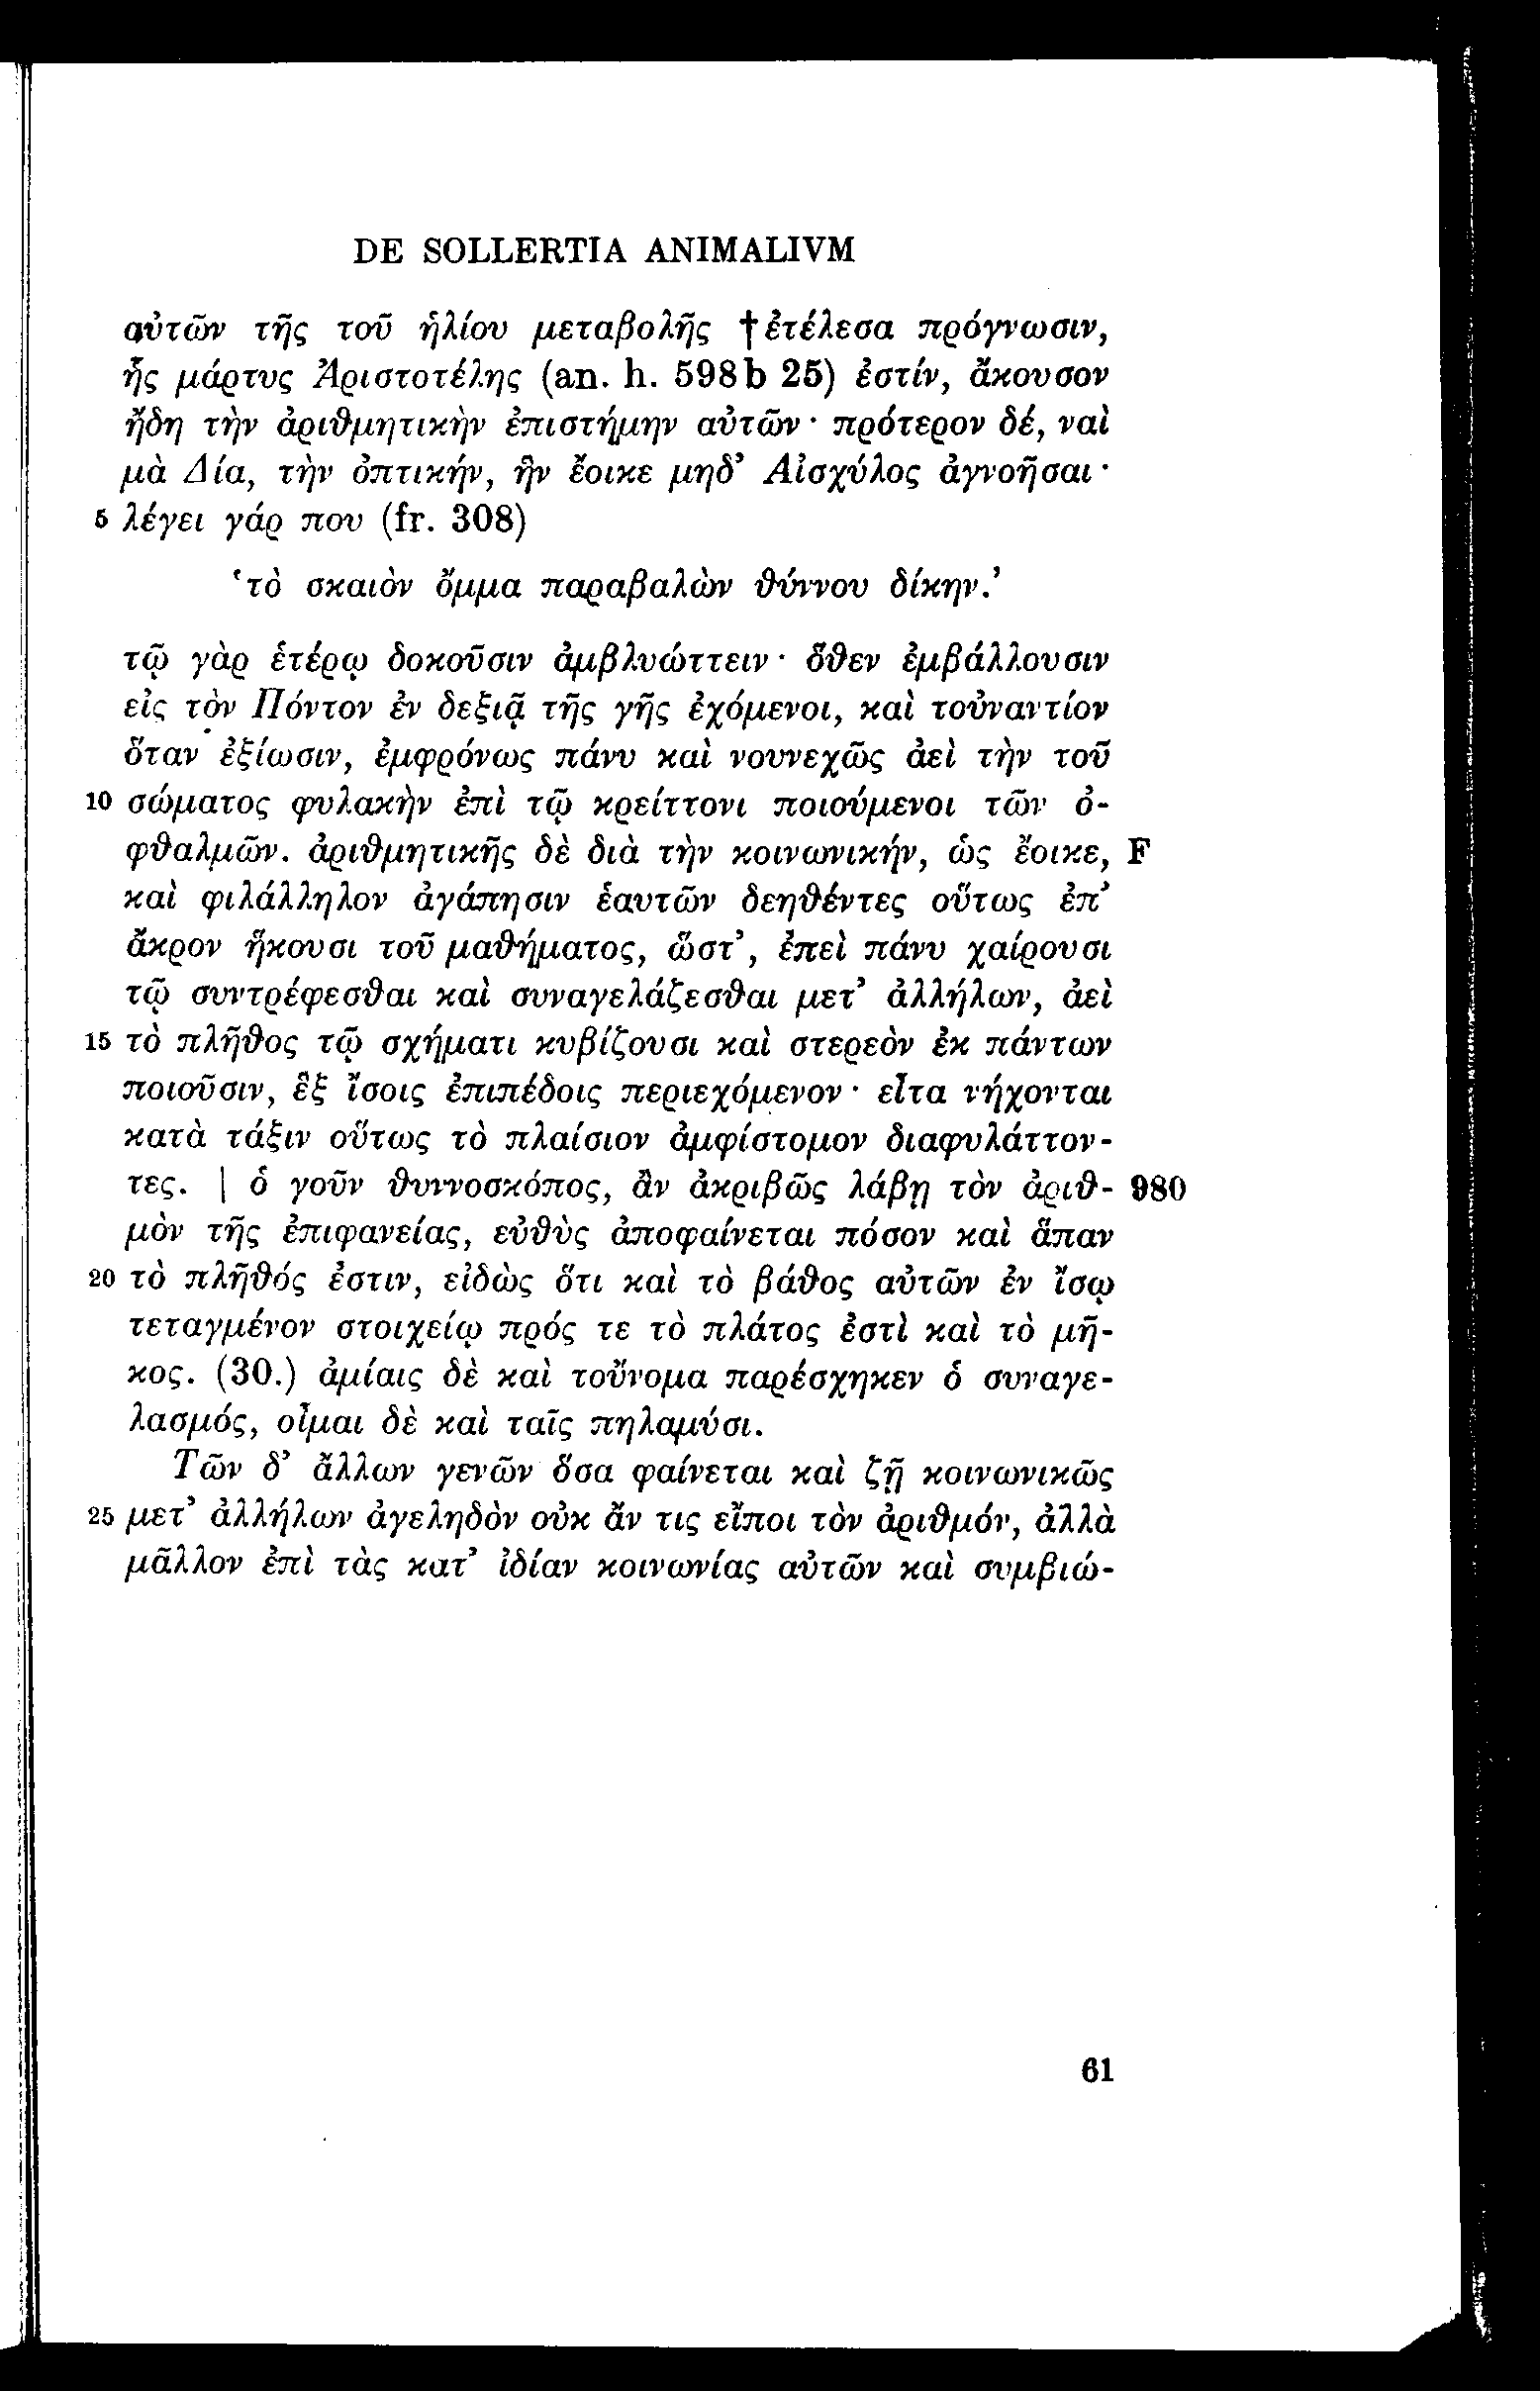 DE SOLLERTIA ANIMALIVM
αὐτῶν τῆς τοῦ ἡλίου μεταβολῆς †ἐτέλεσα πρόγνωσιν,
ἧς μάρτυς Ἀριστοτέλης (an. h. 598b 25) ἐστίν, ἄκουσον
ἤδη τὴν ἀριθμητικὴν ἐπιστήμην αὐτῶν· πρότερον δέ, ναὶ
μὰ Δία, τὴν ὀπτικήν, ἣν ἔοικε μηδ’ Αἰσχύλος ἀγνοῆσαι·
5 λέγει γάρ που (fr. 308)
‘τὸ σκαιὸν ὄμμα παραβαλὼν θύννου δίκην.’
τῷ γὰρ ἑτέρῳ δοκοῦσιν ἀμβλυώττειν· ὅθεν ἐμβάλλουσιν
εἰς τὸν Πόντον ἐν δεξιᾷ τῆς γῆς ἐχόμενοι, καὶ τοὐναντίον
ὅταν ἐξίωσιν, ἐμφρόνως πάνυ καὶ νουνεχῶς ἀεὶ τὴν τοῦ
10 σώματος φυλακὴν ἐπὶ τῷ κρείττονι ποιούμενοι τῶν ὀ-
φθαλμῶν. ἀριθμητικῆς δὲ διὰ τὴν κοινωνικήν, ὡς ἔοικε, F
καὶ φιλάλληλον ἀγάπησιν ἑαυτῶν δεηθέντες οὕτως ἐπ’
ἄκρον ἥκουσι τοῦ μαθήματος, ὥστ’, ἐπεὶ πάνυ χαίρουσι
τῷ συντρέφεσθαι καὶ συναγελάζεσθαι μετ’ ἀλλήλων, ἀεὶ
15 τὸ πλῆθος τῷ σχήματι κυβίζουσι καὶ στερεὸν ἐκ πάντων
ποιοῦσιν, ἓξ ἴσοις ἐπιπέδοις περιεχόμενον· εἶτα νήχονται
κατὰ τάξιν οὕτως τὸ πλαίσιον ἀμφίστομον διαφυλάττον-
τες. | ὁ γοῦν θυννοσκόπος, ἂν ἀκριβῶς λάβῃ τὸν ἀριθ- 980
μὸν τῆς ἐπιφανείας, εὐθὺς ἀποφαίνεται πόσον καὶ ἅπαν
20 τὸ πλῆθός ἐστιν, εἰδὼς ὅτι καὶ τὸ βάθος αὐτῶν ἐν ἴσῳ
τεταγμένον στοιχείῳ πρός τε τὸ πλάτος ἐστὶ καὶ τὸ μῆ-
κος. (30.) ἀμίαις δὲ καὶ τοὔνομα παρέσχηκεν ὁ συναγε-
λασμός, οἶμαι δὲ καὶ ταῖς πηλαμύσι.
Τῶν δ’ ἄλλων γενῶν ὅσα φαίνεται καὶ ζῇ κοινωνικῶς
25 μετ’ ἀλλήλων ἀγεληδὸν οὐκ ἄν τις εἴποι τὸν ἀριθμόν, ἀλλὰ
μᾶλλον ἐπὶ τὰς κατ’ ἰδίαν κοινωνίας αὐτῶν καὶ συμβιώ-
61